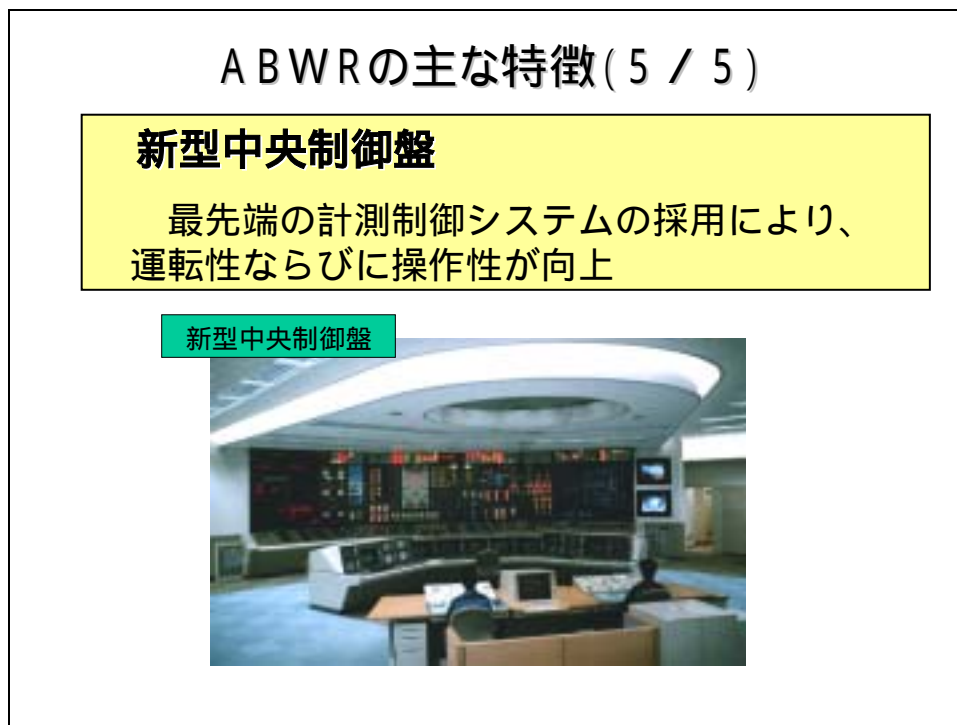 ABWRの主な特徴(5/5)
新型中央制御盤
最先端の計測制御システムの採用により、
運転性ならびに操作性が向上
新型中央制御盤